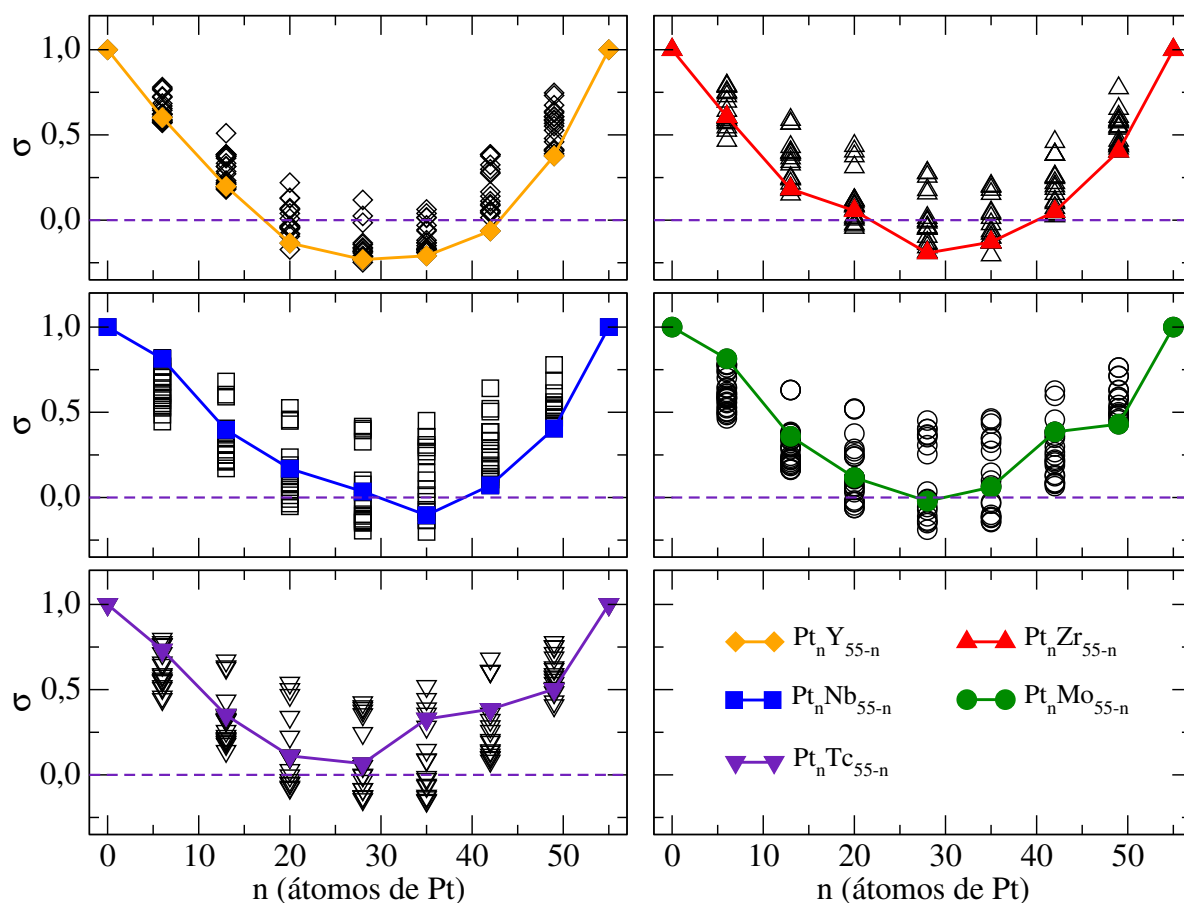 1,0
0,5
0,0
σ
1,0
0,5
0,0
σ
1,0
0,5
0,0
σ
0 10 20 30 40 50
n (átomos de Pt)
0 10 20 30 40 50
n (átomos de Pt)
PtₙY₅₅₋ₙ PtₙZr₅₅₋ₙ
PtₙNb₅₅₋ₙ PtₙMo₅₅₋ₙ
PtₙTc₅₅₋ₙ